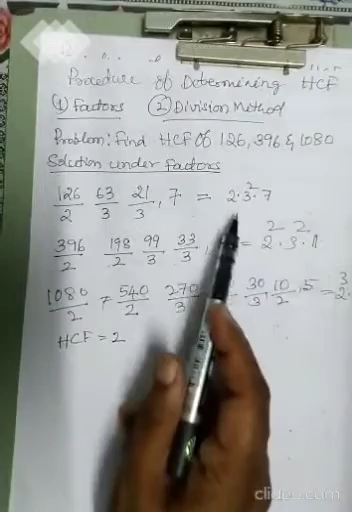 Procedure of Determining HCF
① Factors ② Division Method
Problem: Find HCF Of 126, 396 & 1080
Solution under factors
126/2 63/3 21/3, 7 = 2·3²·7
396/2 198/2 99/3 33/3, = 2²·3²·1
1080/2 = 540/2 270/3 30/3, 10/2, 5 = 2³·
HCF = 2
clideo.com